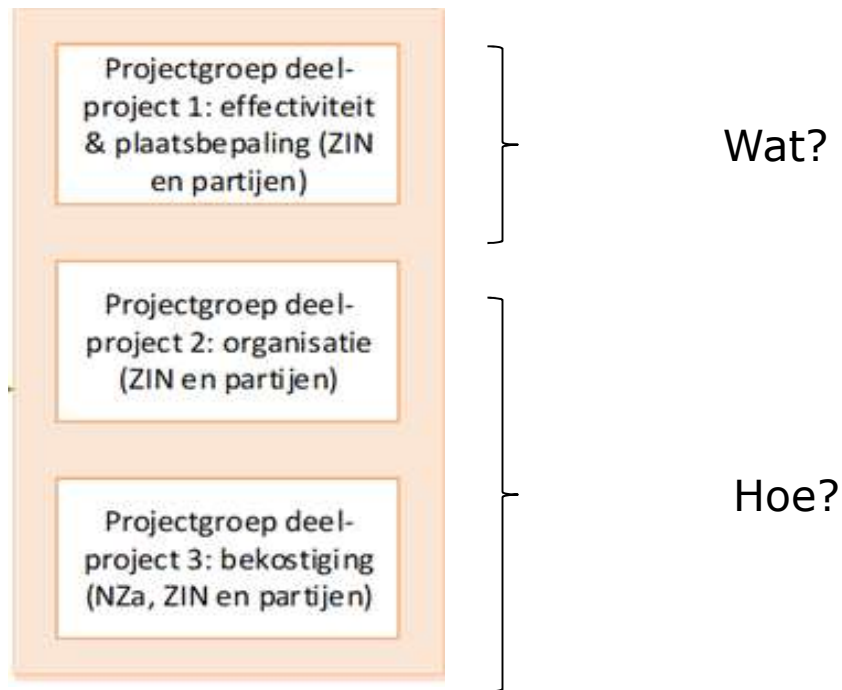 Projectgroep deel-
project 1: effectiviteit
& plaatsbepaling (ZIN
en partijen)
Wat?
Projectgroep deel-
project 2: organisatie
(ZIN en partijen)
Projectgroep deel-
project 3: bekostiging
(NZa, ZIN en partijen)
Hoe?